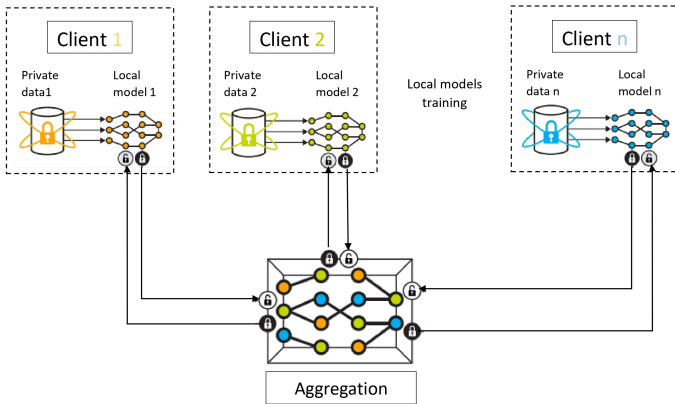 Client 1
Client 2
Client n
Private
data1
Local
model 1
Private
data 2
Local
model 2
Local models
training
Private
data n
Local
model n
Aggregation